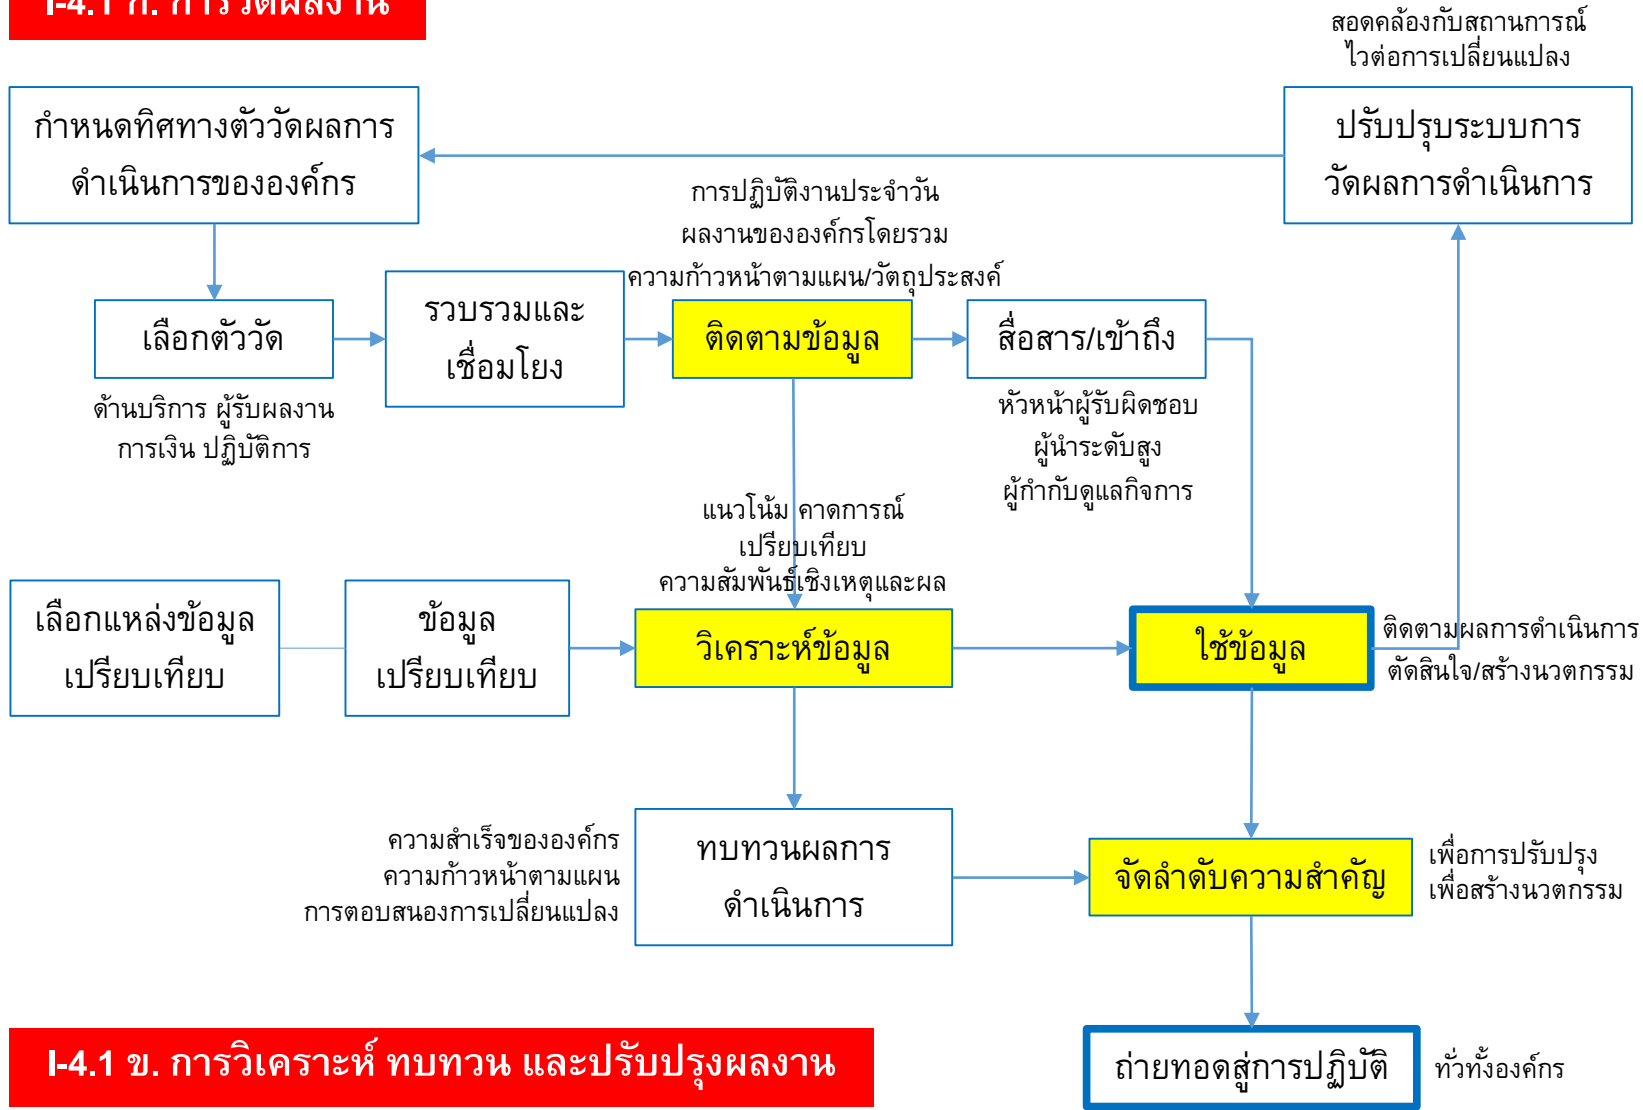 I-4.1 ก. การวัดผลงาน
สอดคล้องกับสถานการณ์
ไวต่อการเปลี่ยนแปลง
กำหนดทิศทางตัววัดผลการ
ดำเนินการขององค์กร
ปรับปรุบระบบการ
วัดผลการดำเนินการ
การปฏิบัติงานประจำวัน
ผลงานขององค์กรโดยรวม
ความก้าวหน้าตามแผน/วัตถุประสงค์
เลือกตัววัด
รวบรวมและ
เชื่อมโยง
ติดตามข้อมูล
สื่อสาร/เข้าถึง
ด้านบริการ ผู้รับผลงาน
การเงิน ปฏิบัติการ
หัวหน้าผู้รับผิดชอบ
ผู้นำระดับสูง
ผู้กำกับดูแลกิจการ
แนวโน้ม คาดการณ์
เปรียบเทียบ
ความสัมพันธ์เชิงเหตุและผล
เลือกแหล่งข้อมูล
เปรียบเทียบ
ข้อมูล
เปรียบเทียบ
วิเคราะห์ข้อมูล
ใช้ข้อมูล
ติดตามผลการดำเนินการ
ตัดสินใจ/สร้างนวตกรรม
ความสำเร็จขององค์กร
ความก้าวหน้าตามแผน
การตอบสนองการเปลี่ยนแปลง
ทบทวนผลการ
ดำเนินการ
จัดลำดับความสำคัญ
เพื่อการปรับปรุง
เพื่อสร้างนวตกรรม
I-4.1 ข. การวิเคราะห์ ทบทวน และปรับปรุงผลงาน
ถ่ายทอดสู่การปฏิบัติ
ทั่วทั้งองค์กร